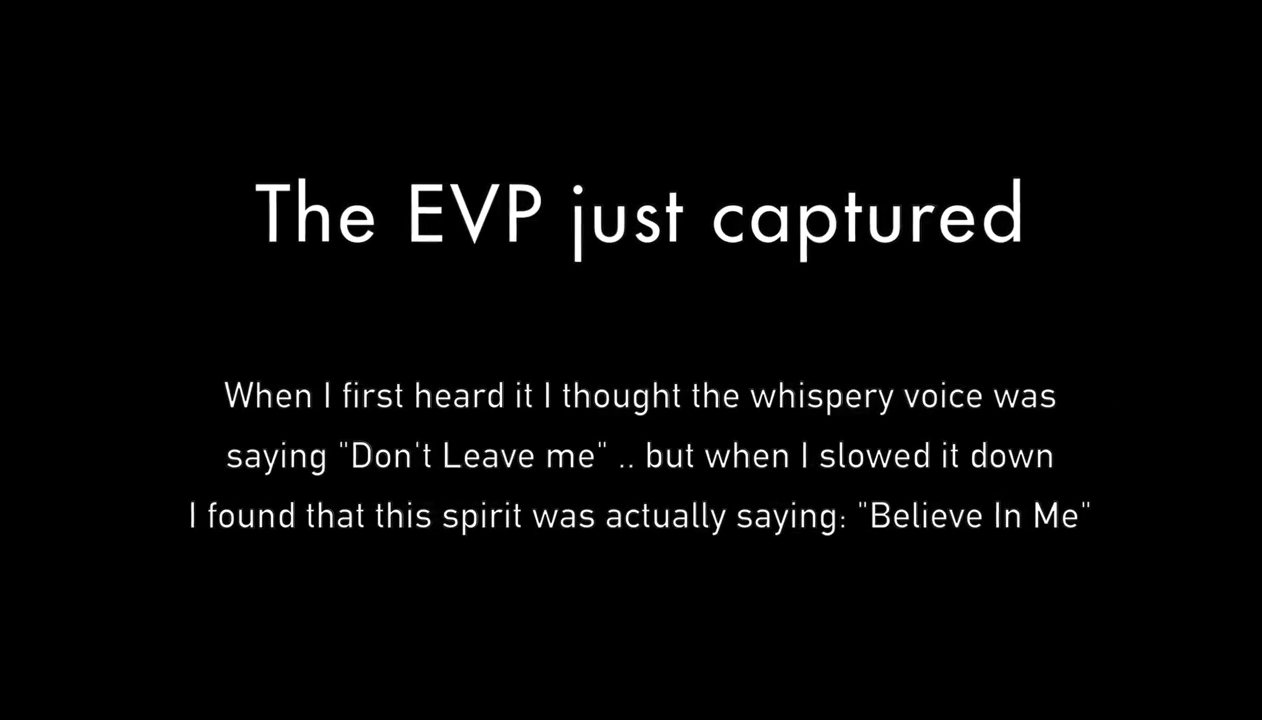 The EVP just captured
When I first heard it I thought the whispery voice was
saying "Don't Leave me" .. but when I slowed it down
I found that this spirit was actually saying: "Believe In Me"